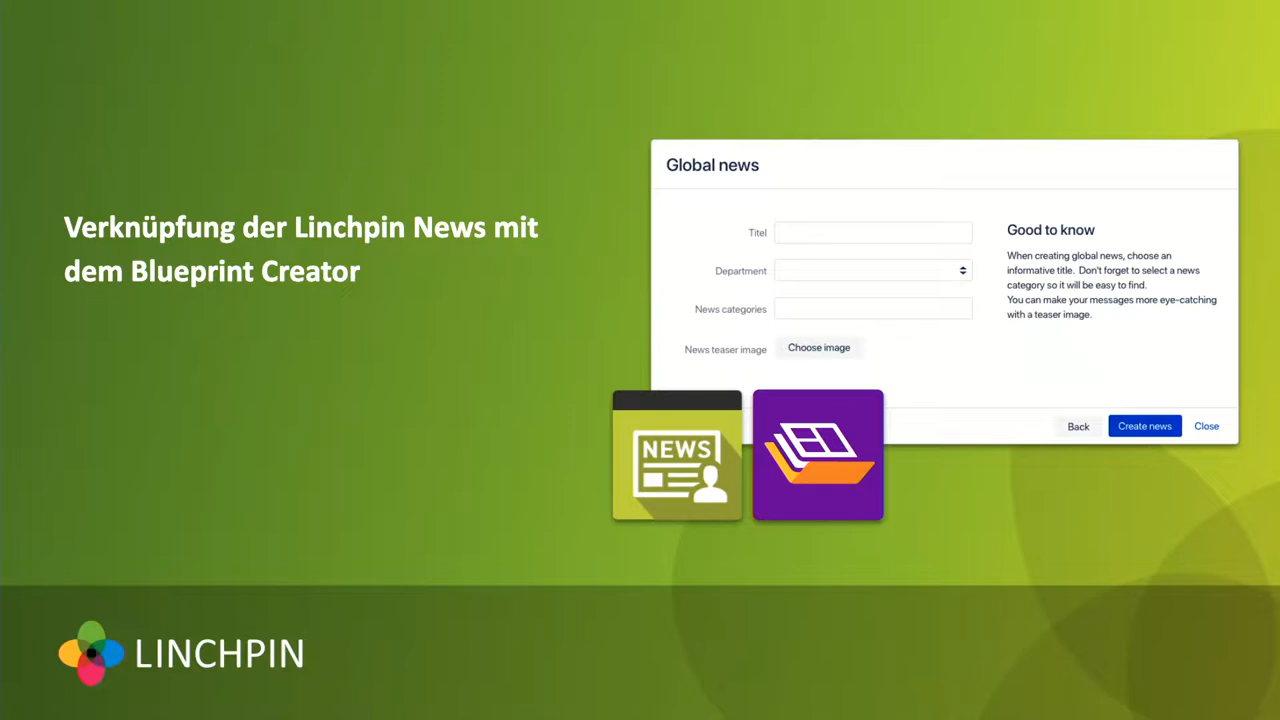 Verknüpfung der Linchpin News mit
dem Blueprint Creator
Global news
Titel
Department
News categories
News teaser image
Choose image
Good to know
When creating global news, choose an
informative title. Don't forget to select a news
category so it will be easy to find.
You can make your messages more eye-catching
with a teaser image.
Back
Create news
Close
NEWS
LINCHPIN